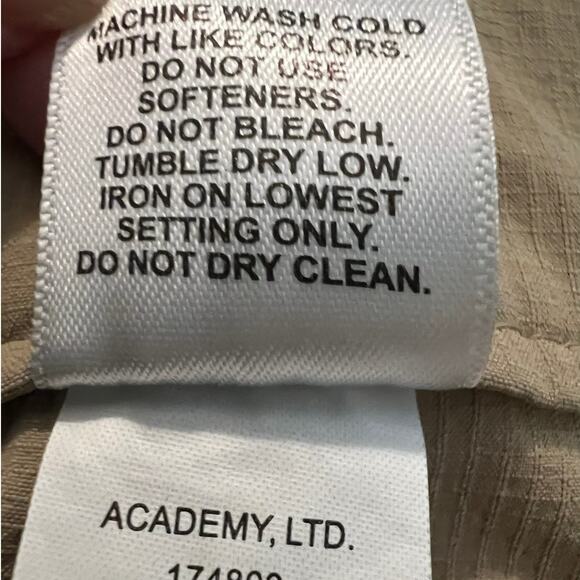 MACHINE WASH COLD
WITH LIKE COLORS.
DO NOT USE
SOFTENERS.
DO NOT BLEACH.
TUMBLE DRY LOW.
IRON ON LOWEST
SETTING ONLY.
DO NOT DRY CLEAN.
ACADEMY, LTD.